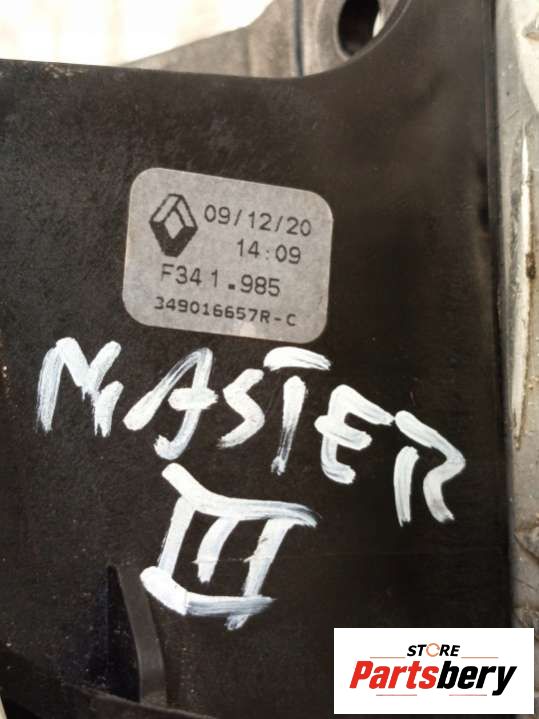 09/12/20
14:09
F341.985
349016657R-C
MASTER
III
STORE
Partsbery